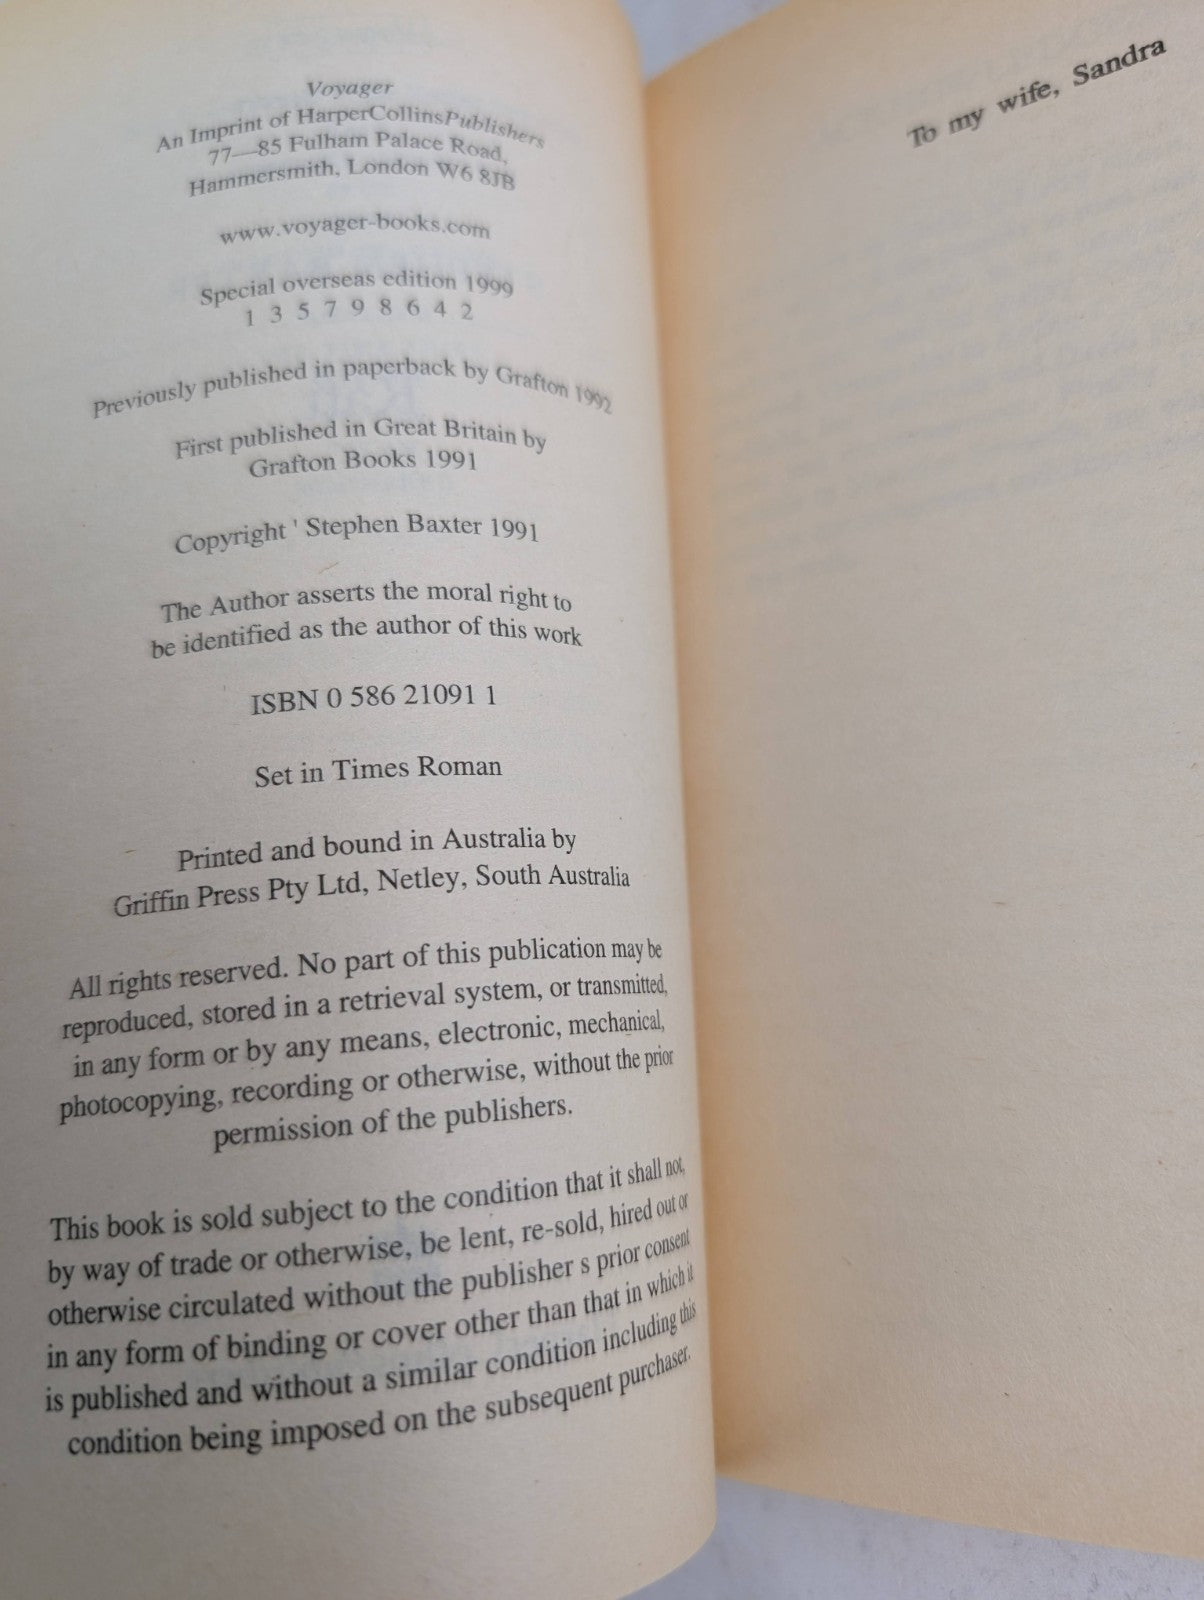 Voyager
An Imprint of HarperCollinsPublishers
77—85 Fulham Palace Road,
Hammersmith, London W6 8JB
www.voyager-books.com
Special overseas edition 1999
1 3 5 7 9 8 6 4 2
Previously published in paperback by Grafton 1992
First published in Great Britain by
Grafton Books 1991
Copyright ' Stephen Baxter 1991
The Author asserts the moral right to
be identified as the author of this work
ISBN 0 586 21091 1
Set in Times Roman
Printed and bound in Australia by
Griffin Press Pty Ltd, Netley, South Australia
All rights reserved. No part of this publication may be
reproduced, stored in a retrieval system, or transmitted,
in any form or by any means, electronic, mechanical,
photocopying, recording or otherwise, without the prior
permission of the publishers.
This book is sold subject to the condition that it shall not,
by way of trade or otherwise, be lent, re-sold, hired out or
otherwise circulated without the publisher s prior consent
in any form of binding or cover other than that in which it
is published and without a similar condition including this
condition being imposed on the subsequent purchaser.
To my wife, Sandra